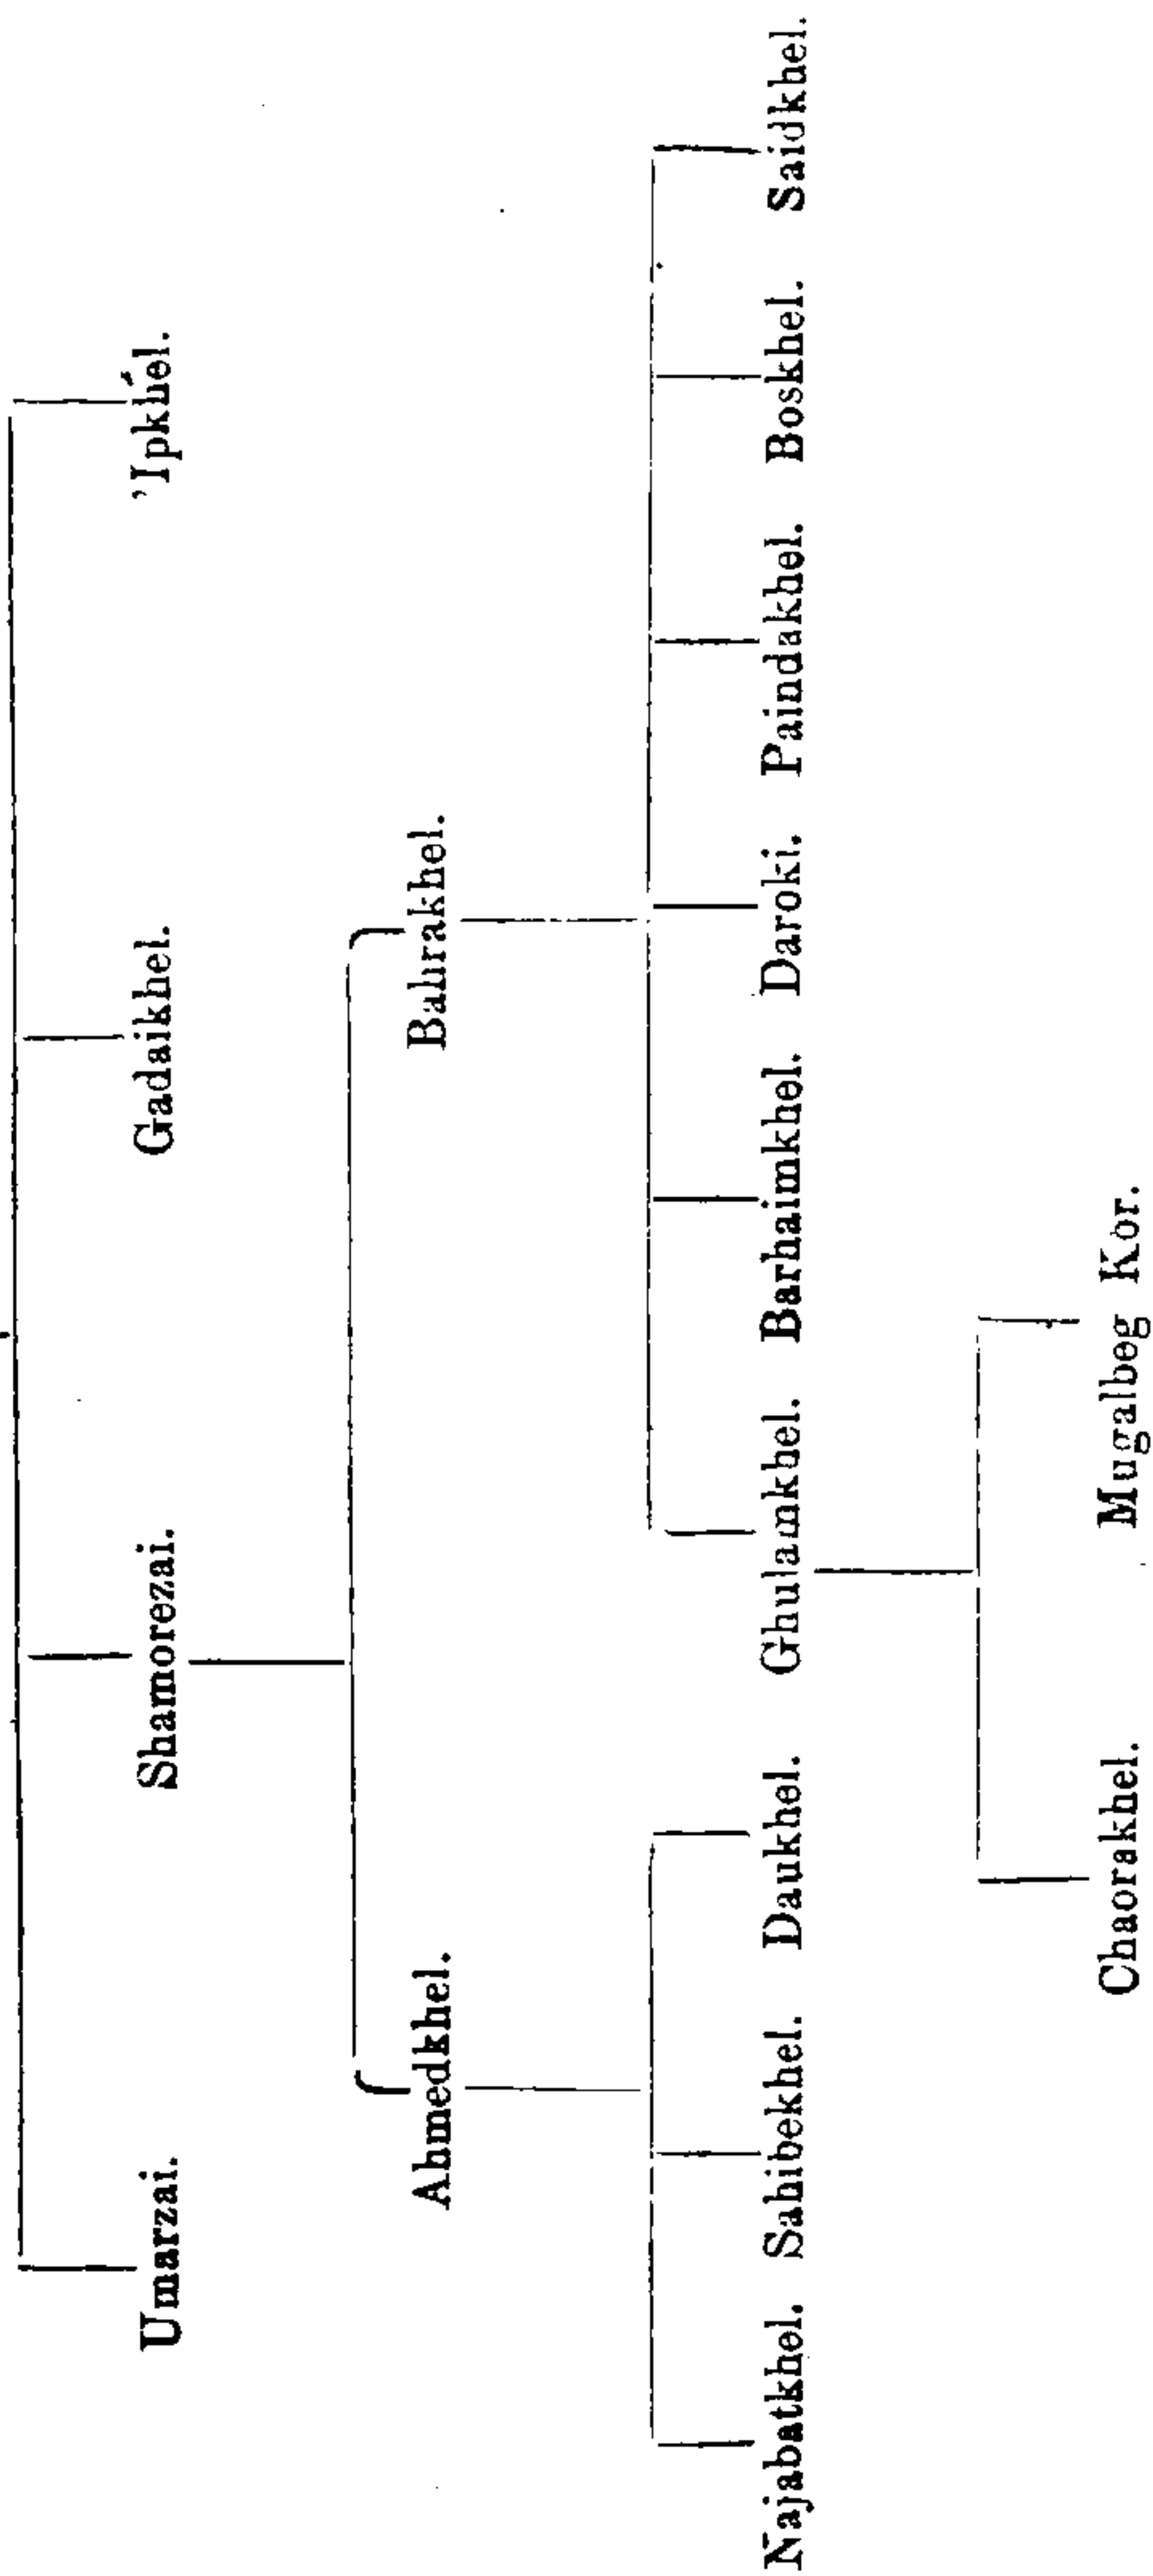 Umarzai. Shamorezai. Gadaikhel. 'Ipkhel.
Ahmedkhel. Bahrakhel.
Najabatkhel. Sahibekhel. Daukhel. Ghulamkhel. Barhaimkhel. Daroki. Paindakhel. Boskhel. Saidkhel.
Chaorakhel. Mugalbeg Kor.